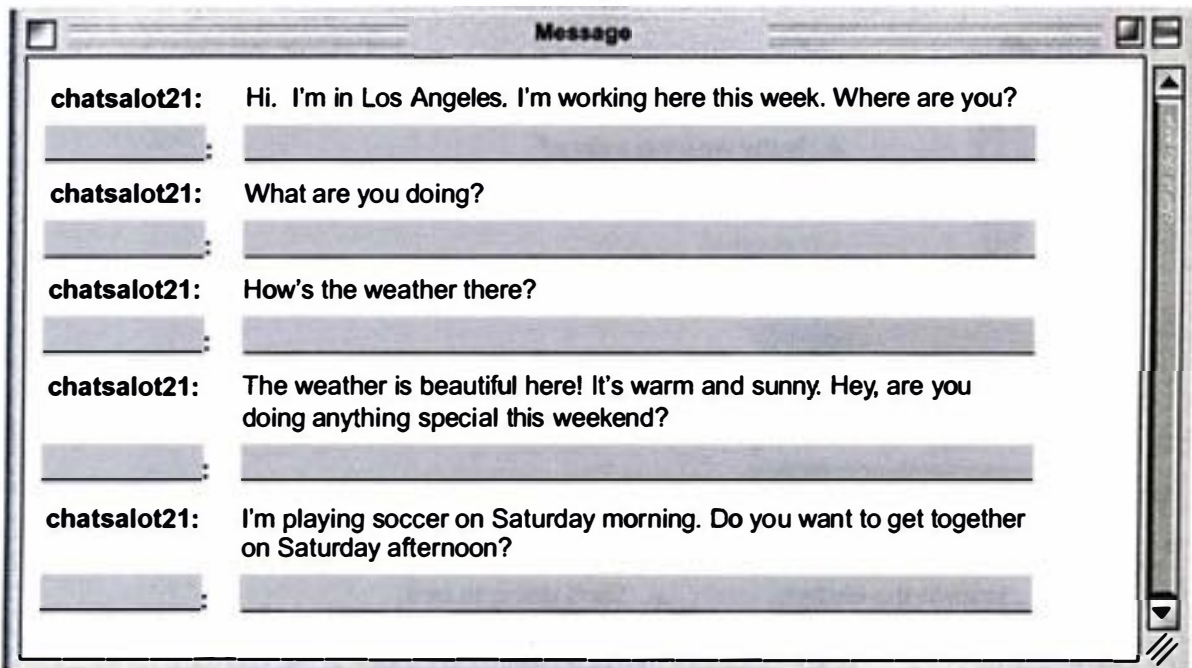 Message
chatsalot21: Hi. I'm in Los Angeles. I'm working here this week. Where are you?
:
chatsalot21: What are you doing?
:
chatsalot21: How's the weather there?
:
chatsalot21: The weather is beautiful here! It's warm and sunny. Hey, are you
doing anything special this weekend?
:
chatsalot21: I'm playing soccer on Saturday morning. Do you want to get together
on Saturday afternoon?
: